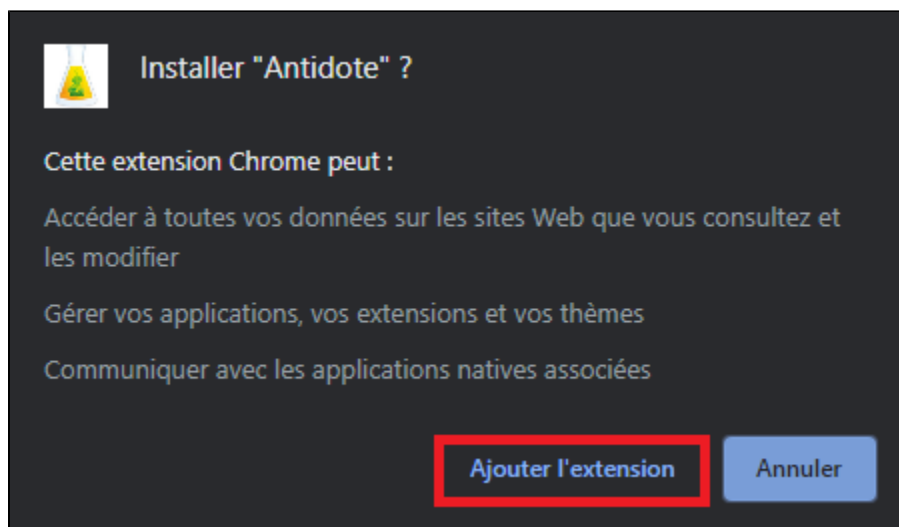 Installer "Antidote" ?
Cette extension Chrome peut :
Accéder à toutes vos données sur les sites Web que vous consultez et
les modifier
Gérer vos applications, vos extensions et vos thèmes
Communiquer avec les applications natives associées
Ajouter l'extension
Annuler